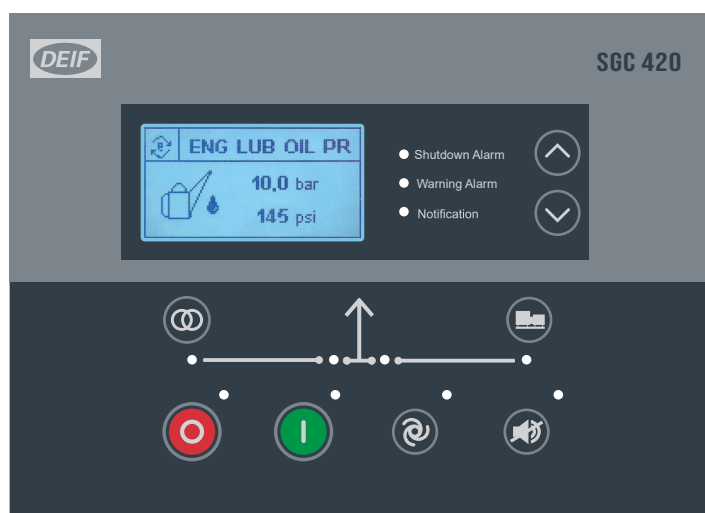 DEIF
SGC 420
ENG LUB OIL PR
10,0 bar
145 psi
Shutdown Alarm
Warning Alarm
Notification